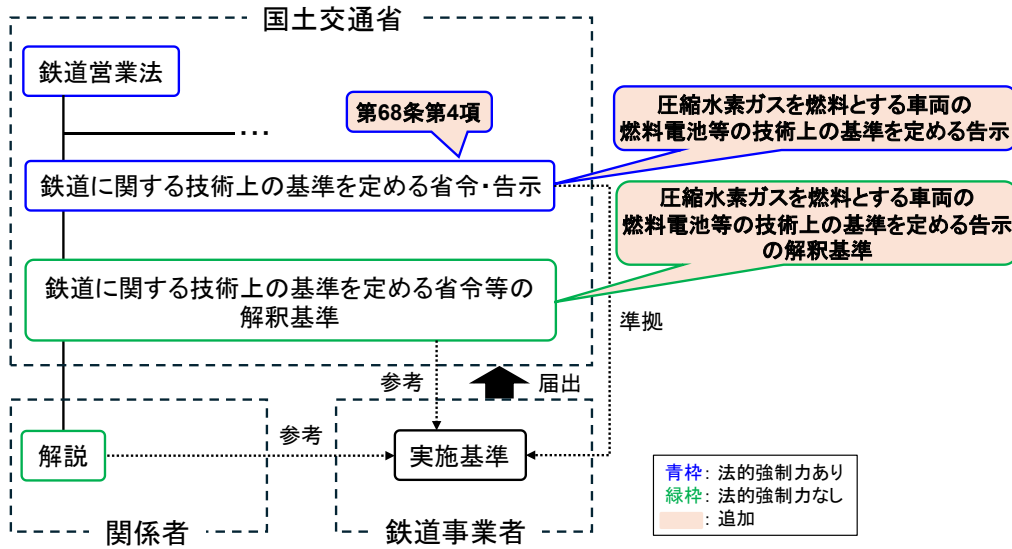 国土交通省
鉄道営業法
…
第68条第4項
圧縮水素ガスを燃料とする車両の
燃料電池等の技術上の基準を定める告示
鉄道に関する技術上の基準を定める省令・告示
圧縮水素ガスを燃料とする車両の
燃料電池等の技術上の基準を定める告示
の解釈基準
鉄道に関する技術上の基準を定める省令等の
解釈基準
準拠
参考
届出
解説
参考
実施基準
関係者
鉄道事業者
青枠: 法的強制力あり
緑枠: 法的強制力なし
: 追加